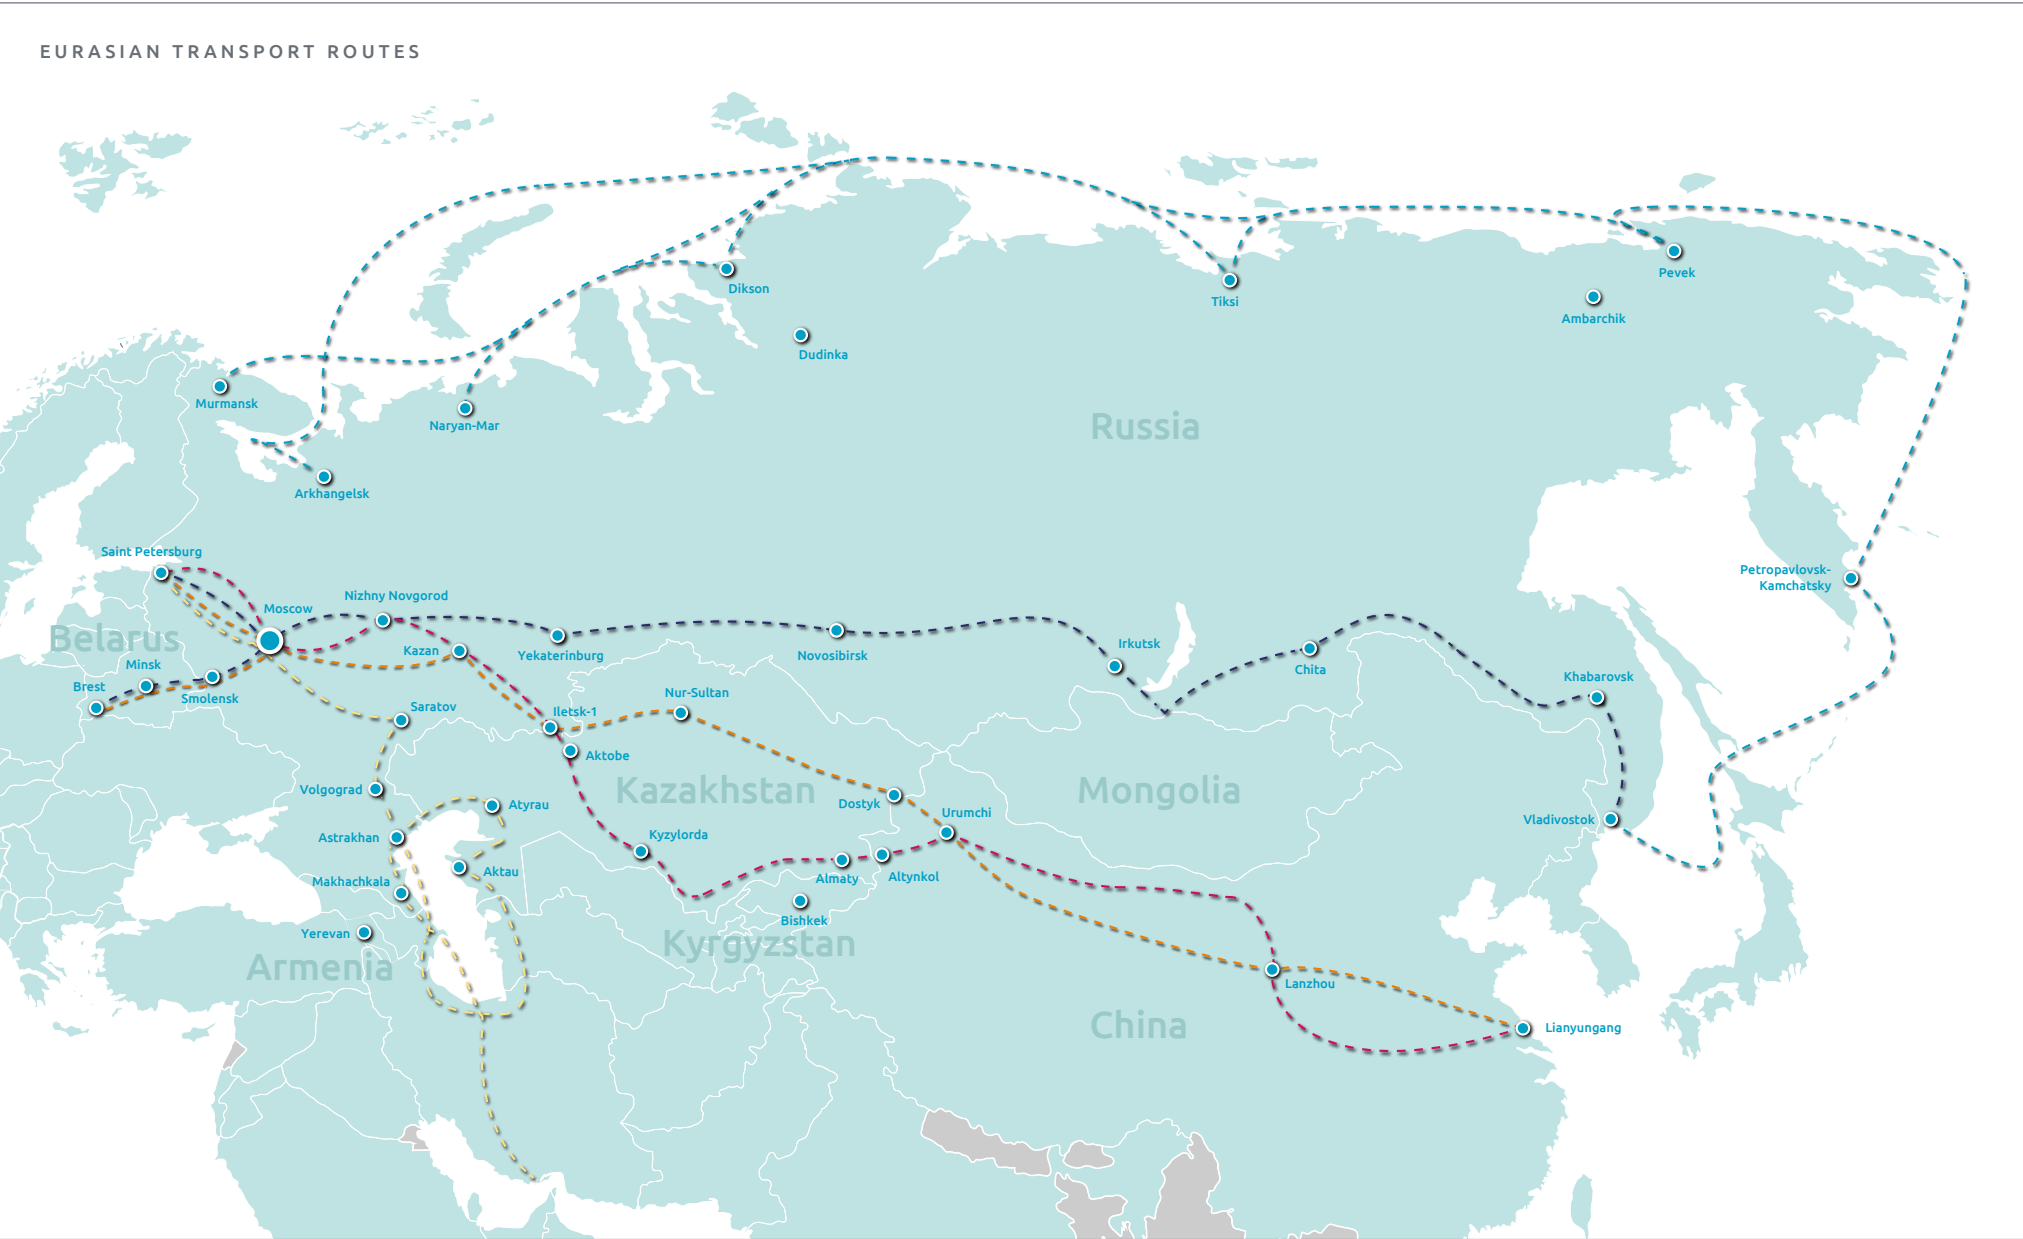 EURASIAN TRANSPORT ROUTES
Dikson
Tiksi
Pevek
Ambarchik
Dudinka
Murmansk
Naryan-Mar
Russia
Arkhangelsk
Saint Petersburg
Petropavlovsk-
Kamchatsky
Nizhny Novgorod
Moscow
Belarus
Kazan
Yekaterinburg
Novosibirsk
Irkutsk
Chita
Khabarovsk
Minsk
Brest
Smolensk
Saratov
Iletsk-1
Nur-Sultan
Aktobe
Kazakhstan
Mongolia
Volgograd
Atyrau
Dostyk
Urumchi
Vladivostok
Astrakhan
Kyzylorda
Aktau
Almaty
Altynkol
Makhachkala
Bishkek
Yerevan
Kyrgyzstan
Armenia
Lanzhou
China
Lianyungang